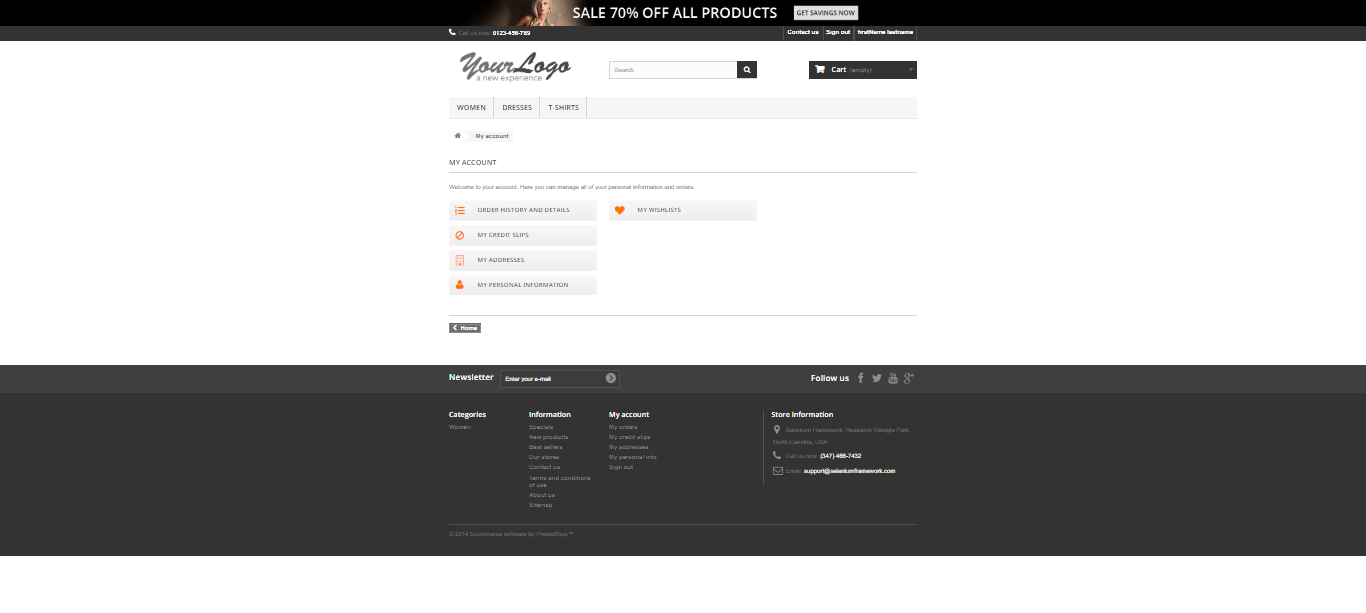 SALE 70% OFF ALL PRODUCTS
GET SAVINGS NOW
Call us now: 0123-456-789
Contact us
Sign out
firstName lastname
YourLogo
a new experience
Search
Cart (empty)
WOMEN
DRESSES
T-SHIRTS
My account
MY ACCOUNT
Welcome to your account. Here you can manage all of your personal information and orders.
ORDER HISTORY AND DETAILS
MY WISHLISTS
MY CREDIT SLIPS
MY ADDRESSES
MY PERSONAL INFORMATION
Home
Newsletter
Enter your e-mail
Follow us
Categories
Women
Information
Specials
New products
Best sellers
Our stores
Contact us
Terms and conditions
of use
About us
Sitemap
My account
My orders
My credit slips
My addresses
My personal info
Sign out
Store information
Selenium Framework, Research Triangle Park,
North Carolina, USA
Call us now: (347) 466-7432
Email: support@seleniumframework.com
© 2014 Ecommerce software by PrestaShop™